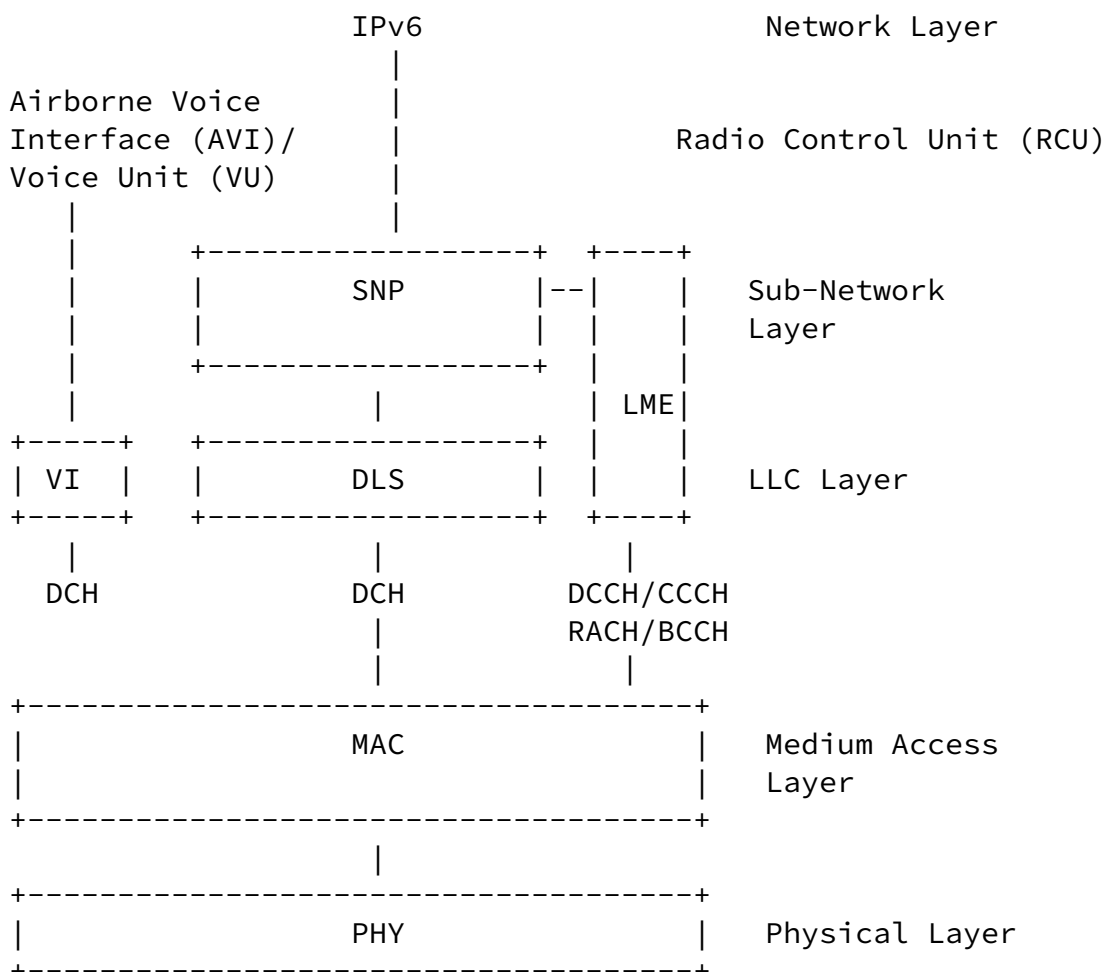 IPv6 Network Layer
Airborne Voice
Interface (AVI)/ Radio Control Unit (RCU)
Voice Unit (VU)
SNP Sub-Network
Layer
LME
VI DLS LLC Layer
DCH DCH DCCH/CCCH
RACH/BCCH
MAC Medium Access
Layer
PHY Physical Layer